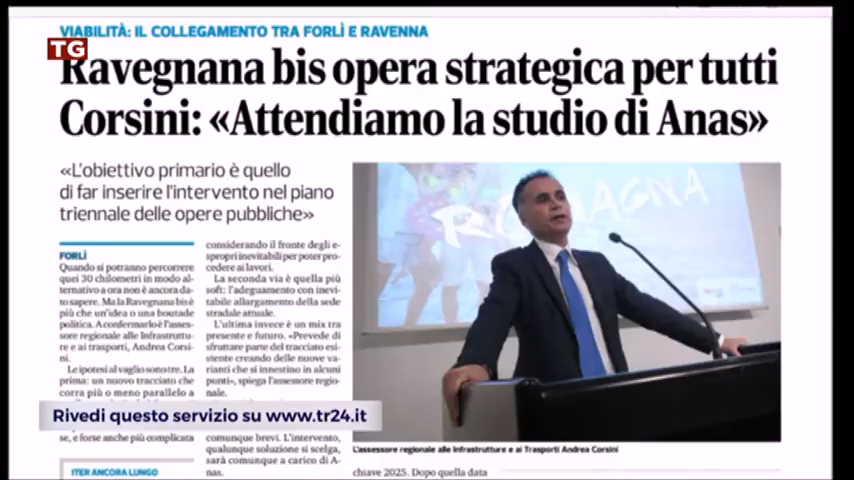 VIABILITÀ: IL COLLEGAMENTO TRA FORLÌ E RAVENNA
TG
Ravegnana bis opera strategica per tutti
Corsini: «Attendiamo la studio di Anas»
«L'obiettivo primario è quello
di far inserire l'intervento nel piano
triennale delle opere pubbliche»
FORLÌ
Quando si potranno percorrere
quei 30 chilometri in modo al-
ternativo a ora non è ancora da-
to sapere. Ma la Ravegnana bis è
più che un'idea o una boutade
politica. A confermarlo è l'asses-
sore regionale alle Infrastruttu-
re e ai trasporti, Andrea Corsi-
ni.
Le ipotesi al vaglio sono tre. La
prima: un nuovo tracciato che
corra più o meno parallelo a
se, e forse anche più complicata
ITER ANCORA LUNGO
considerando il fronte degli e-
spropri inevitabili per poter pro-
cedere ai lavori.
La seconda via è quella più
soft: l'adeguamento con inevi-
tabile allargamento della sede
stradale attuale.
L'ultima invece è un mix tra
presente e futuro. «Prevede di
sfruttare parte del tracciato esi-
stente creando delle nuove va-
rianti che si innestino in alcuni
punti», spiega l'assessore regio-
nale.
comunque brevi. L'intervento,
qualunque soluzione si scelga,
sarà comunque a carico di A-
nas.
ROMAGNA
L'assessore regionale alle Infrastrutture e ai Trasporti Andrea Corsini
chiave 2025. Dopo quella data
Rivedi questo servizio su www.tr24.it